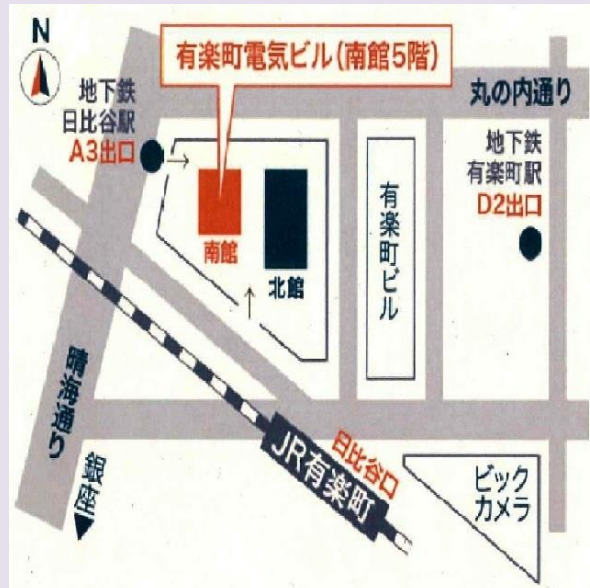 N
有楽町電気ビル(南館5階)
地下鉄
日比谷駅
A3出口
丸の内通り
地下鉄
有楽町駅
D2出口
南館
北館
有楽町ビル
晴海通り
銀座
JR有楽町
日比谷口
ビック
カメラ